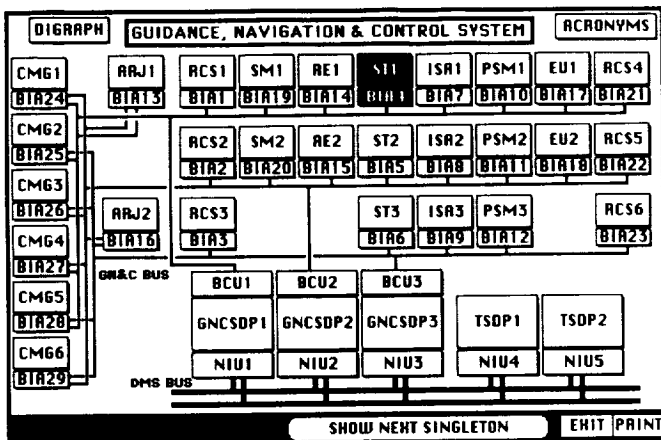 DIGRAPH GUIDANCE, NAVIGATION & CONTROL SYSTEM ACRONYMS
CMG1 ARJ1 RCS1 SM1 RE1 ST1 ISA1 PSM1 EU1 RCS4
BIA24 BIA13 BIA1 BIA19 BIA14 BIA4 BIA7 BIA10 BIA17 BIA21
CMG2 RCS2 SM2 RE2 ST2 ISA2 PSM2 EU2 RCS5
BIA25 BIA2 BIA20 BIA15 BIA5 BIA8 BIA11 BIA18 BIA22
CMG3 ARJ2 RCS3 ST3 ISA3 PSM3 RCS6
BIA26 BIA16 BIA3 BIA6 BIA9 BIA12 BIA23
CMG4
BIA27
GN&C BUS
CMG5 BCU1 BCU2 BCU3
BIA28 GNCSDP1 GNCSDP2 GNCSDP3 TSDP1 TSDP2
CMG6 NIU1 NIU2 NIU3 NIU4 NIU5
BIA29
DMS BUS
SHOW NEXT SINGLETON EXIT PRINT